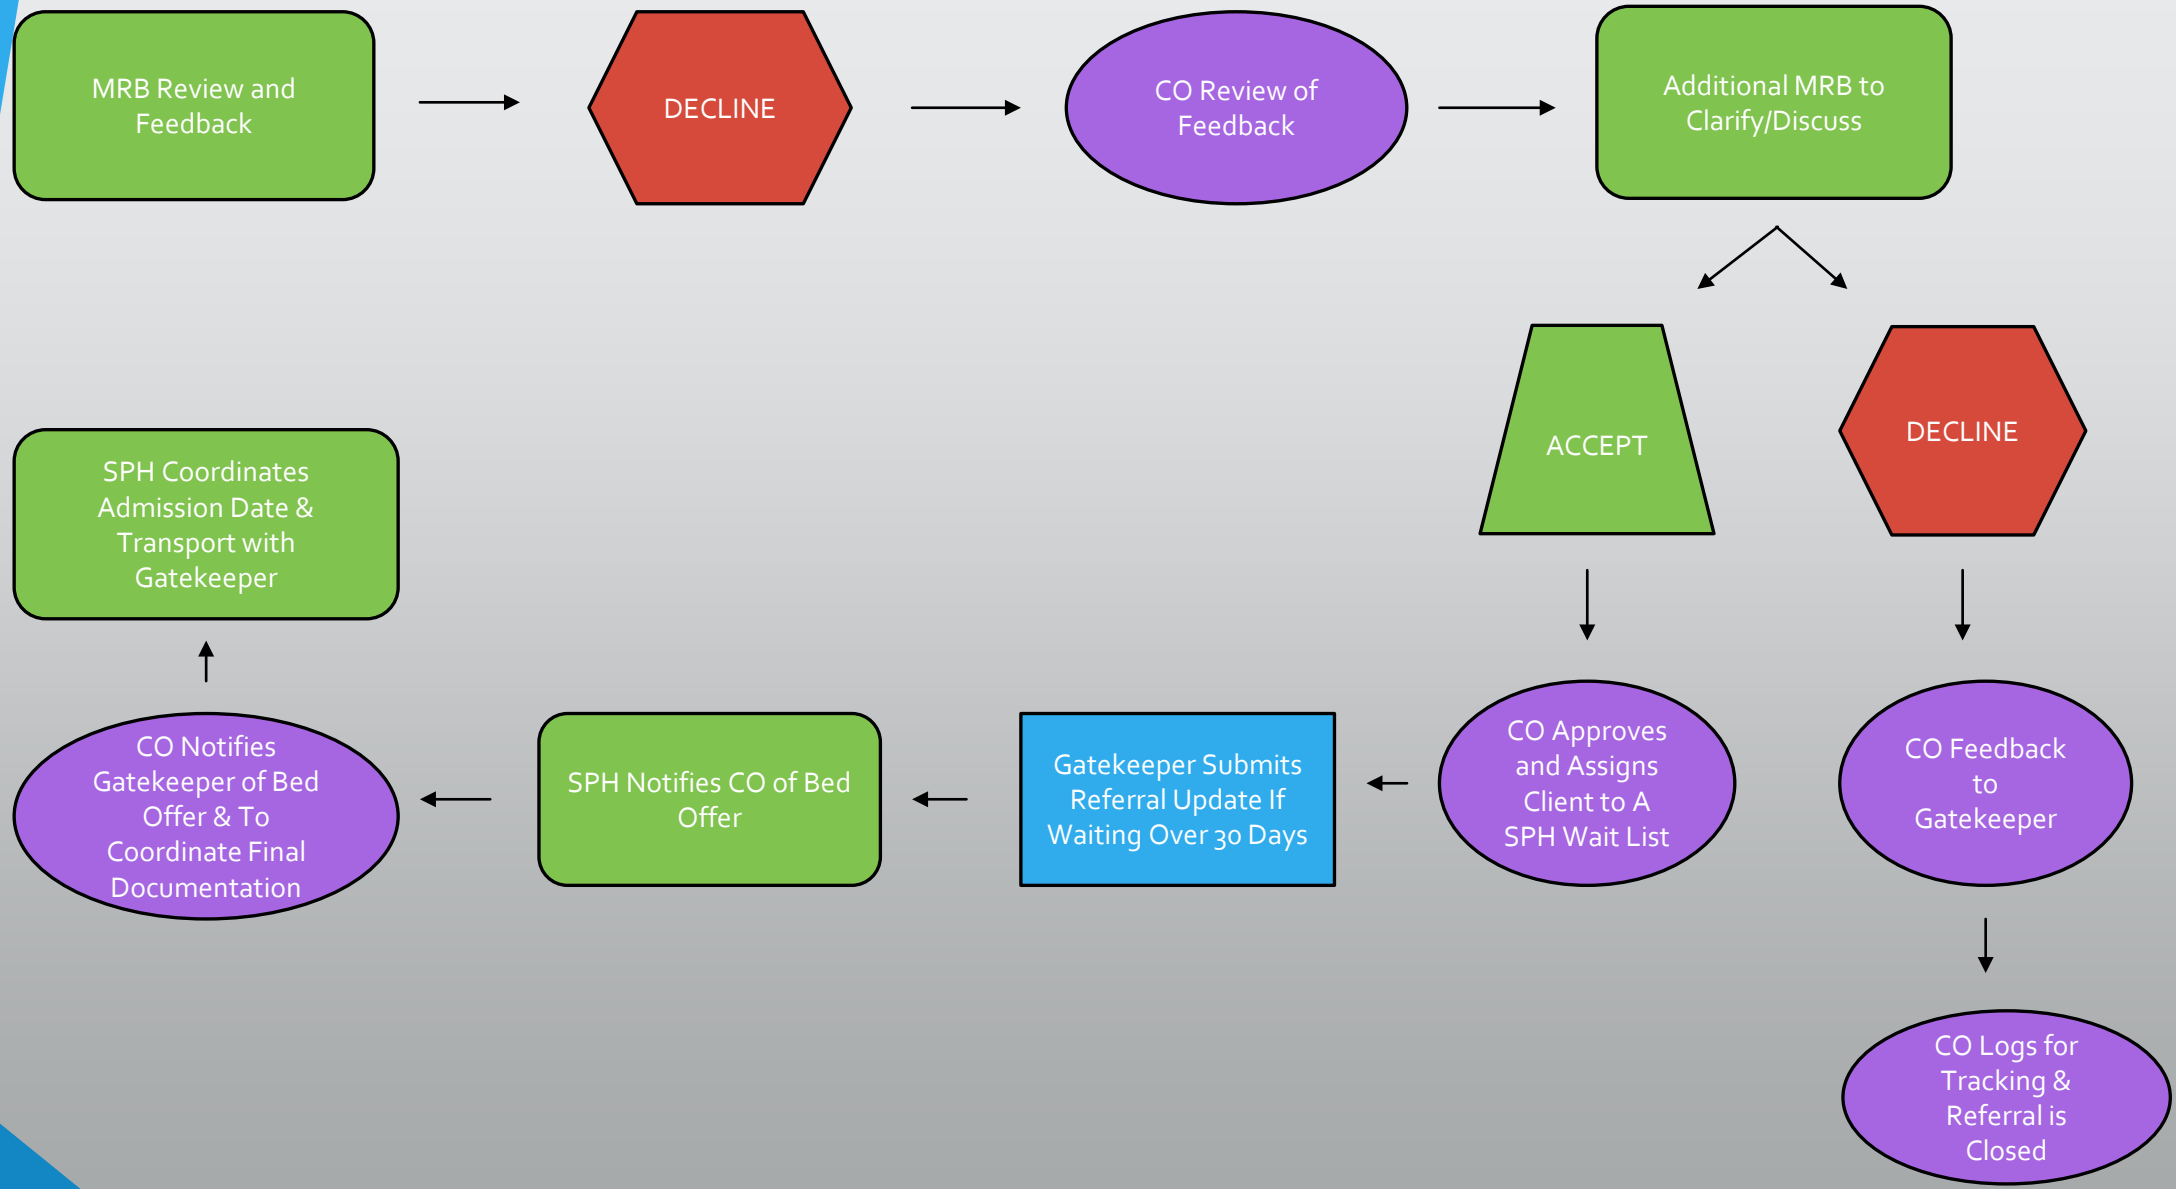 MRB Review and
Feedback
DECLINE
CO Review of
Feedback
Additional MRB to
Clarify/Discuss
ACCEPT
DECLINE
CO Approves
and Assigns
Client to A
SPH Wait List
CO Feedback
to
Gatekeeper
CO Logs for
Tracking &
Referral is
Closed
Gatekeeper Submits
Referral Update If
Waiting Over 30 Days
SPH Notifies CO of Bed
Offer
CO Notifies
Gatekeeper of Bed
Offer & To
Coordinate Final
Documentation
SPH Coordinates
Admission Date &
Transport with
Gatekeeper